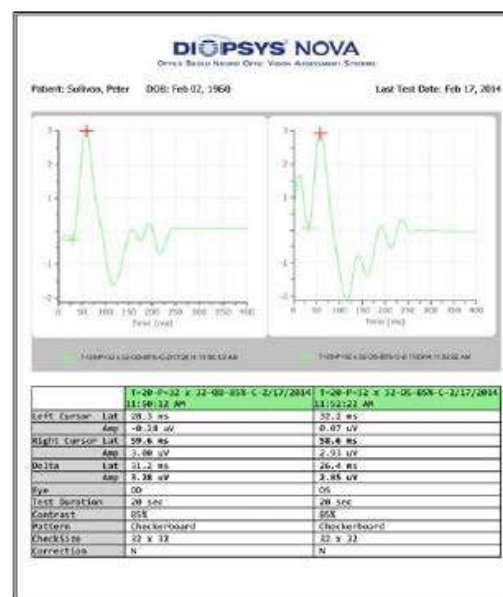 DIOPSYS NOVA
Office Based Neuro Optic Vision Assessment Systems
Patient: Sullivan, Peter DOB: Feb 02, 1960 Last Test Date: Feb 17, 2014
3
2
1
-1
-2
0 50 100 150 200 250 300 350 400
Time [ms]
3
2
1
-1
-2
0 50 100 150 200 250 300 350 400
Time [ms]
T=20-P=32 x 32-OD-85%-C-2/17/2014 11:50:12 AM T=20-P=32 x 32-OS-85%-C-2/17/2014
11:50:12 AM 11:52:22 AM
Left Cursor Lat 28.3 ms 32.2 ms
Amp -0.28 uV 0.07 uV
Right Cursor Lat 59.6 ms 58.6 ms
Amp 3.00 uV 2.93 uV
Delta Lat 31.2 ms 26.4 ms
Amp 3.28 uV 2.85 uV
Eye OD OS
Test Duration 20 sec 20 sec
Contrast 85% 85%
Pattern Checkerboard Checkerboard
CheckSize 32 x 32 32 x 32
Correction N N